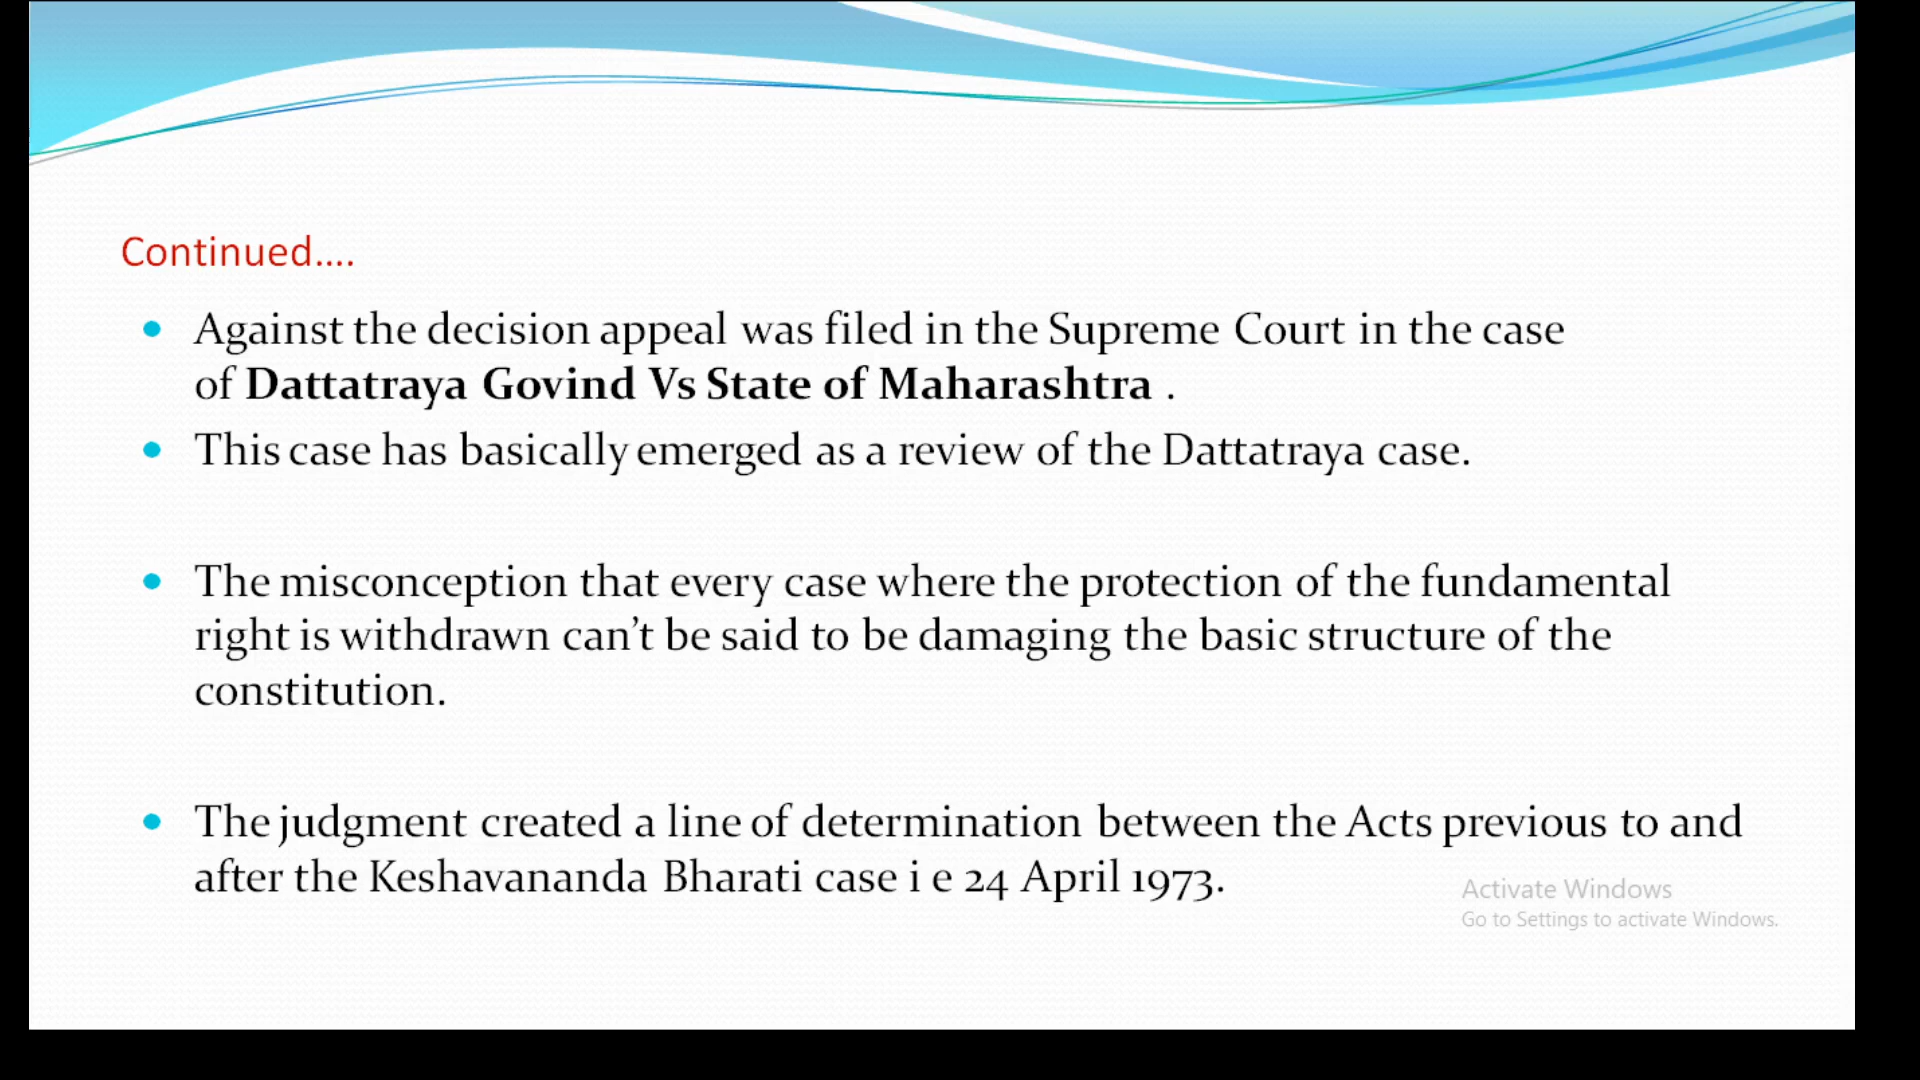 Continued....
• Against the decision appeal was filed in the Supreme Court in the case
of Dattatraya Govind Vs State of Maharashtra .
• This case has basically emerged as a review of the Dattatraya case.
• The misconception that every case where the protection of the fundamental
right is withdrawn can’t be said to be damaging the basic structure of the
constitution.
• The judgment created a line of determination between the Acts previous to and
after the Keshavananda Bharati case i e 24 April 1973.
Activate Windows
Go to Settings to activate Windows.